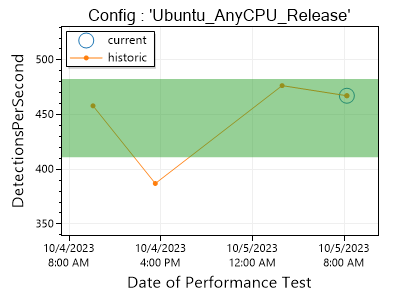 Config : 'Ubuntu_AnyCPU_Release'
current
historic
DetectionsPerSecond
500
450
400
350
10/4/2023 10/4/2023 10/5/2023 10/5/2023
8:00 AM 4:00 PM 12:00 AM 8:00 AM
Date of Performance Test